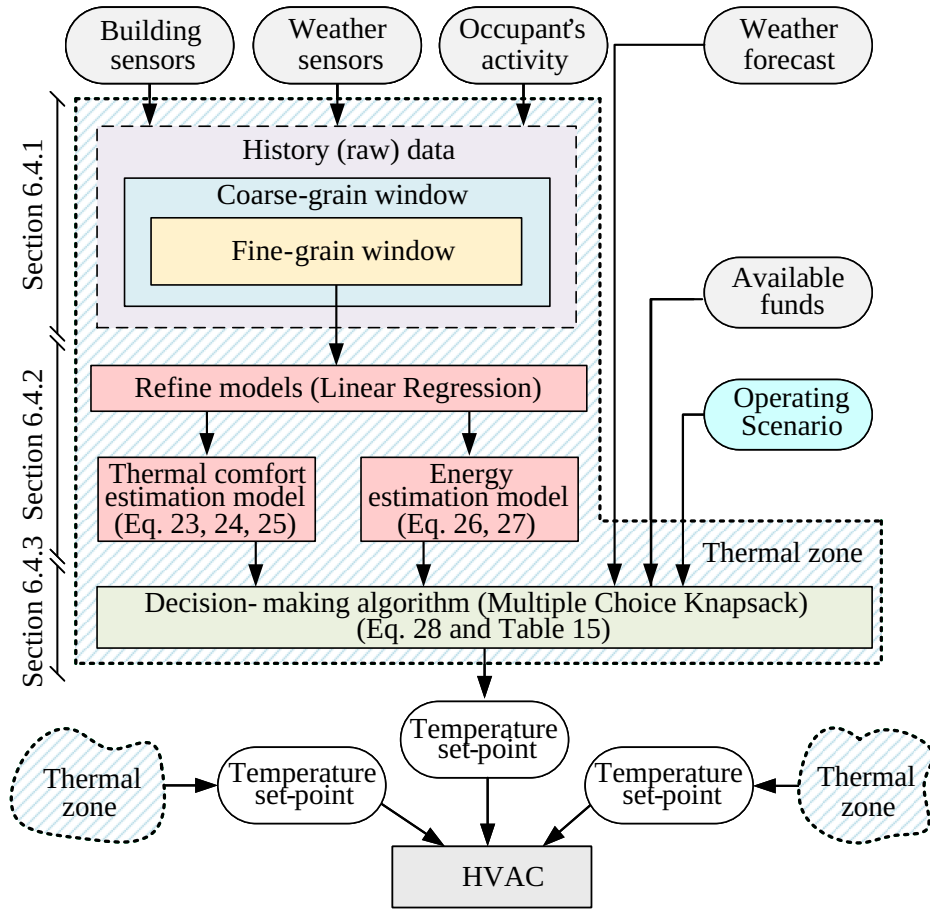 Building
sensors
Weather
sensors
Occupant's
activity
Weather
forecast
Section 6.4.1
History (raw) data
Coarse-grain window
Fine-grain window
Available
funds
Section 6.4.2
Refine models (Linear Regression)
Operating
Scenario
Thermal comfort
estimation model
(Eq. 23, 24, 25)
Energy
estimation model
(Eq. 26, 27)
Thermal zone
Section 6.4.3
Decision- making algorithm (Multiple Choice Knapsack)
(Eq. 28 and Table 15)
Temperature
set-point
Thermal
zone
Temperature
set-point
Temperature
set-point
Thermal
zone
HVAC